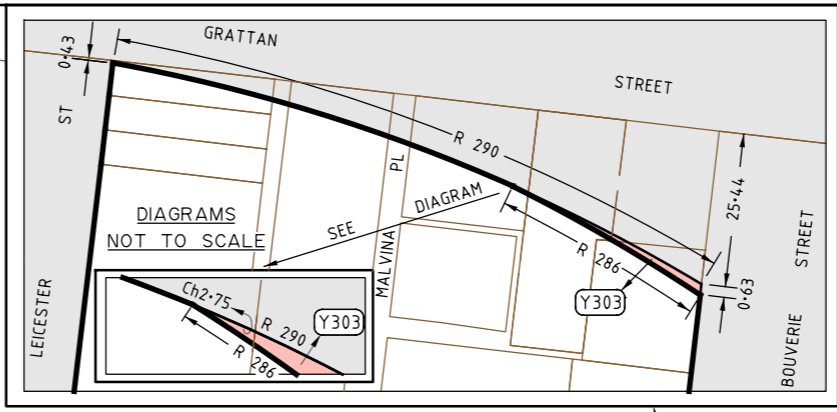 GRATTAN
STREET
0·43
ST
LEICESTER
R 290
PL
MALVINA
DIAGRAMS
NOT TO SCALE
SEE
DIAGRAM
R 286
Y303
25·44
0·63
STREET
BOUVERIE
Ch2·75
R 290
Y303
R 286